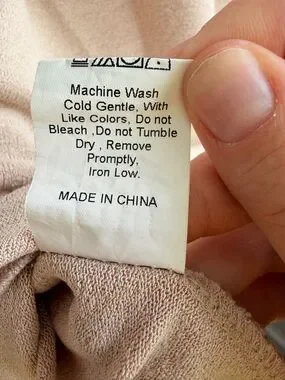 Machine Wash
Cold Gentle, With
Like Colors, Do not
Bleach ,Do not Tumble
Dry , Remove
Promptly,
Iron Low.
MADE IN CHINA